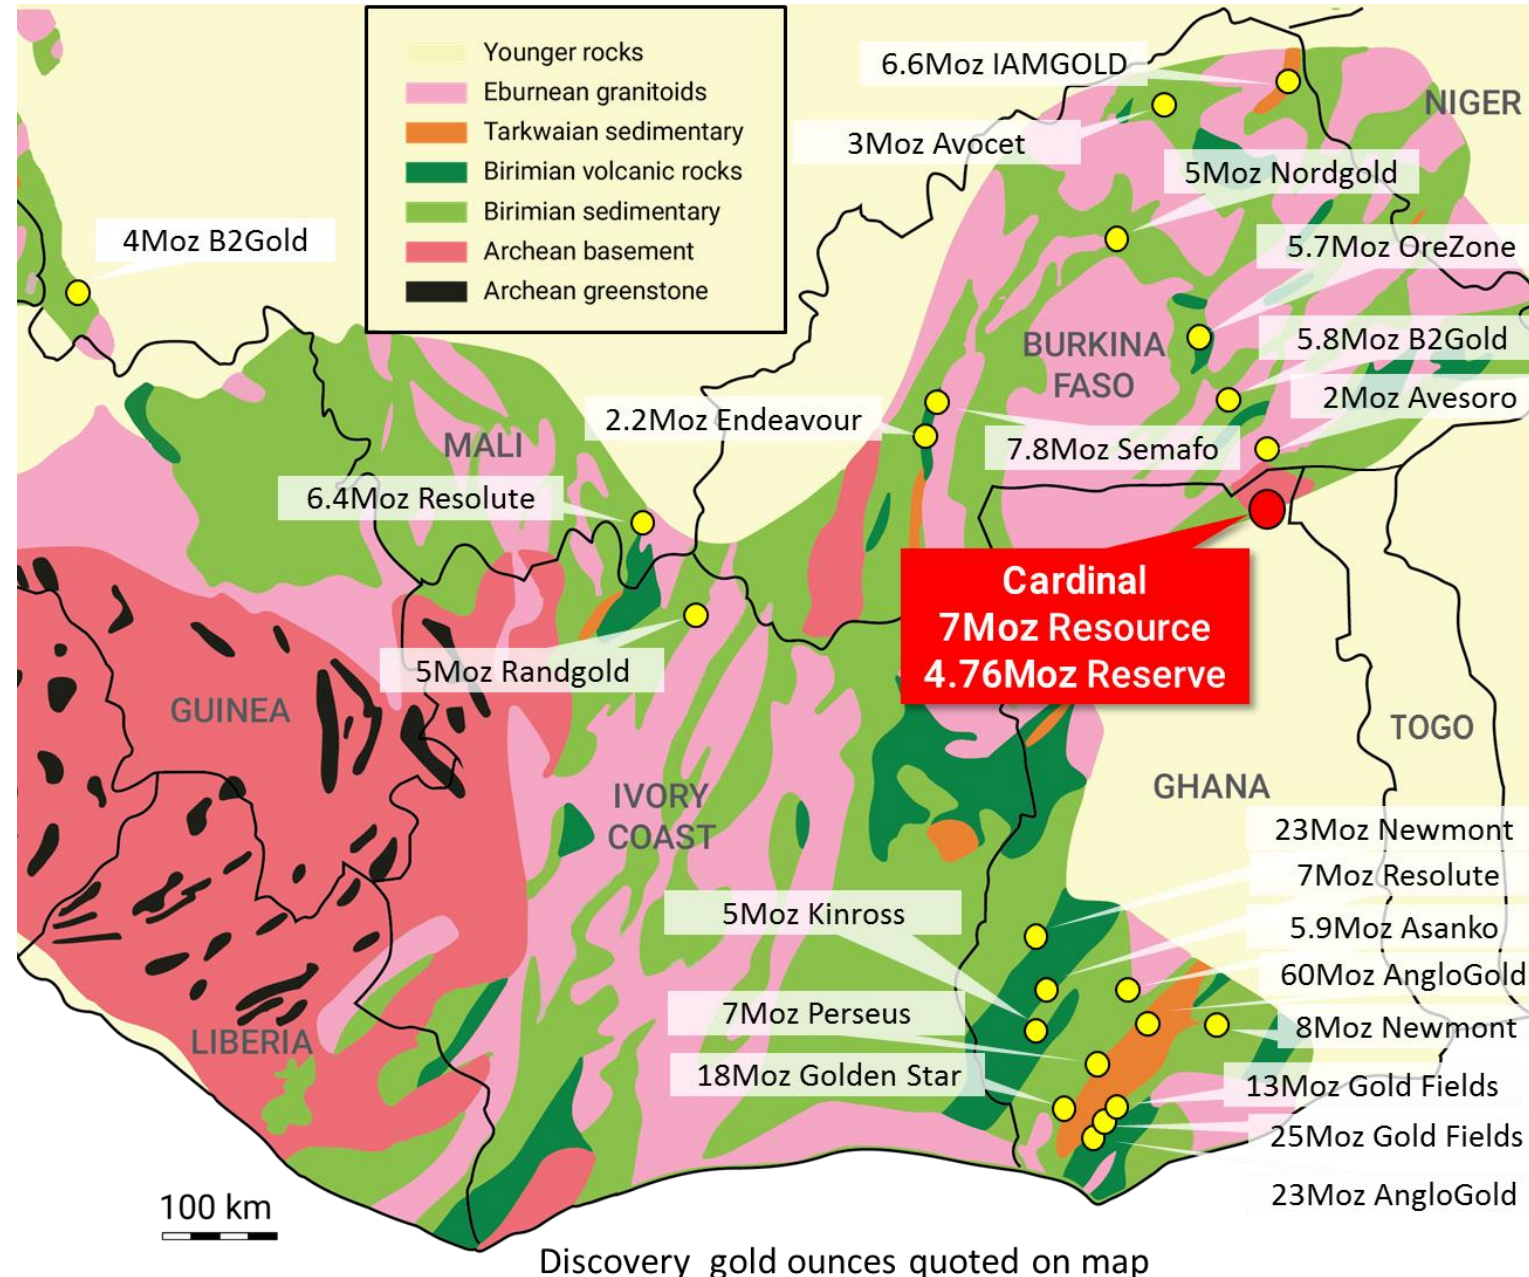 Younger rocks
Eburnean granitoids
Tarkwaian sedimentary
Birimian volcanic rocks
Birimian sedimentary
Archean basement
Archean greenstone
6.6Moz IAMGOLD
NIGER
3Moz Avocet
5Moz Nordgold
4Moz B2Gold
5.7Moz OreZone
BURKINA
FASO
5.8Moz B2Gold
2Moz Avesoro
2.2Moz Endeavour
MALI
7.8Moz Semafo
6.4Moz Resolute
Cardinal
7Moz Resource
4.76Moz Reserve
5Moz Randgold
GUINEA
TOGO
GHANA
IVORY
COAST
23Moz Newmont
7Moz Resolute
5Moz Kinross
5.9Moz Asanko
60Moz AngloGold
7Moz Perseus
8Moz Newmont
LIBERIA
18Moz Golden Star
13Moz Gold Fields
25Moz Gold Fields
23Moz AngloGold
100 km
Discovery gold ounces quoted on map